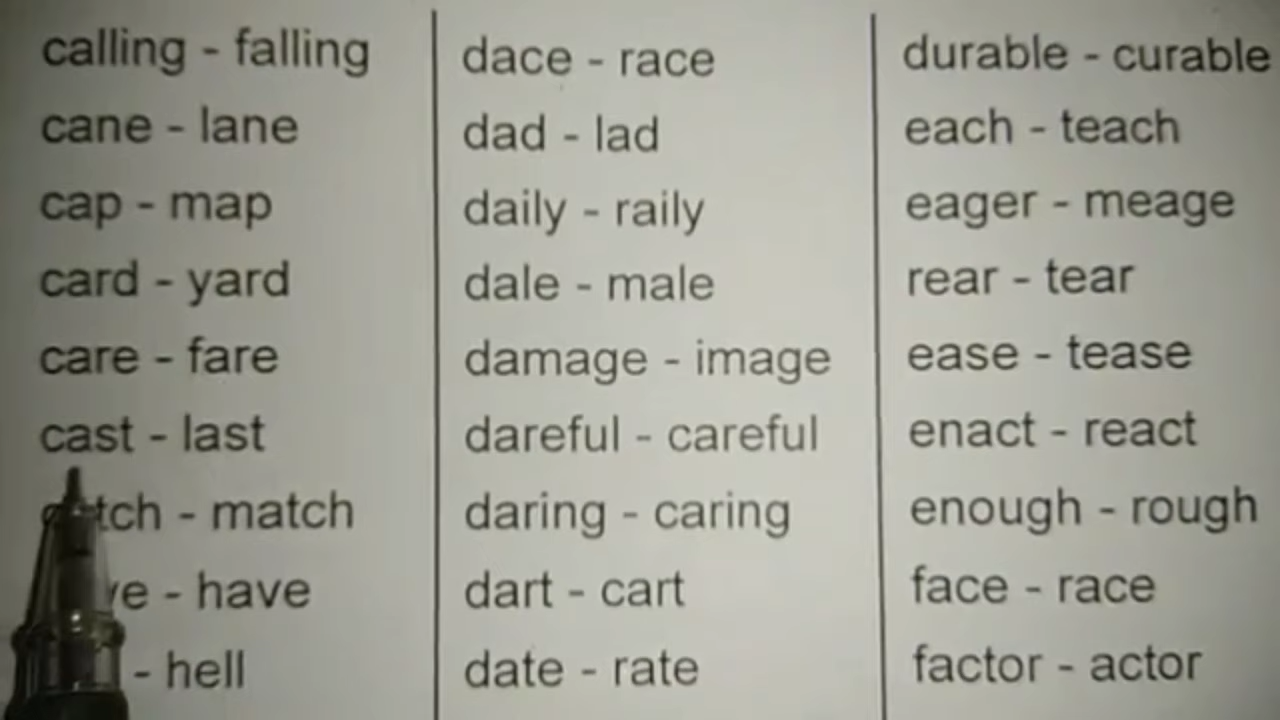 calling - falling
cane - lane
cap - map
card - yard
care - fare
cast - last
- match
- have
- hell
dace - race
dad - lad
daily - raily
dale - male
damage - image
dareful - careful
daring - caring
dart - cart
date - rate
durable - curable
each - teach
eager - meage
rear - tear
ease - tease
enact - react
enough - rough
face - race
factor - actor